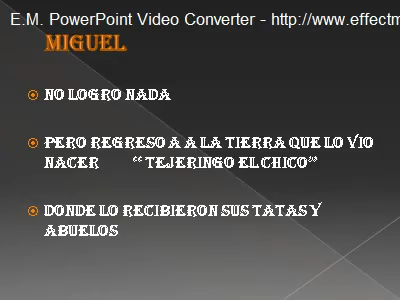 E.M. PowerPoint Video Converter - http://www.effectm
MIGUEL
NO LOGRO NADA
PERO REGRESO A A LA TIERRA QUE LO VIO
NACER “ TEJERINGO EL CHICO”
DONDE LO RECIBIERON SUS TATAS Y
ABUELOS